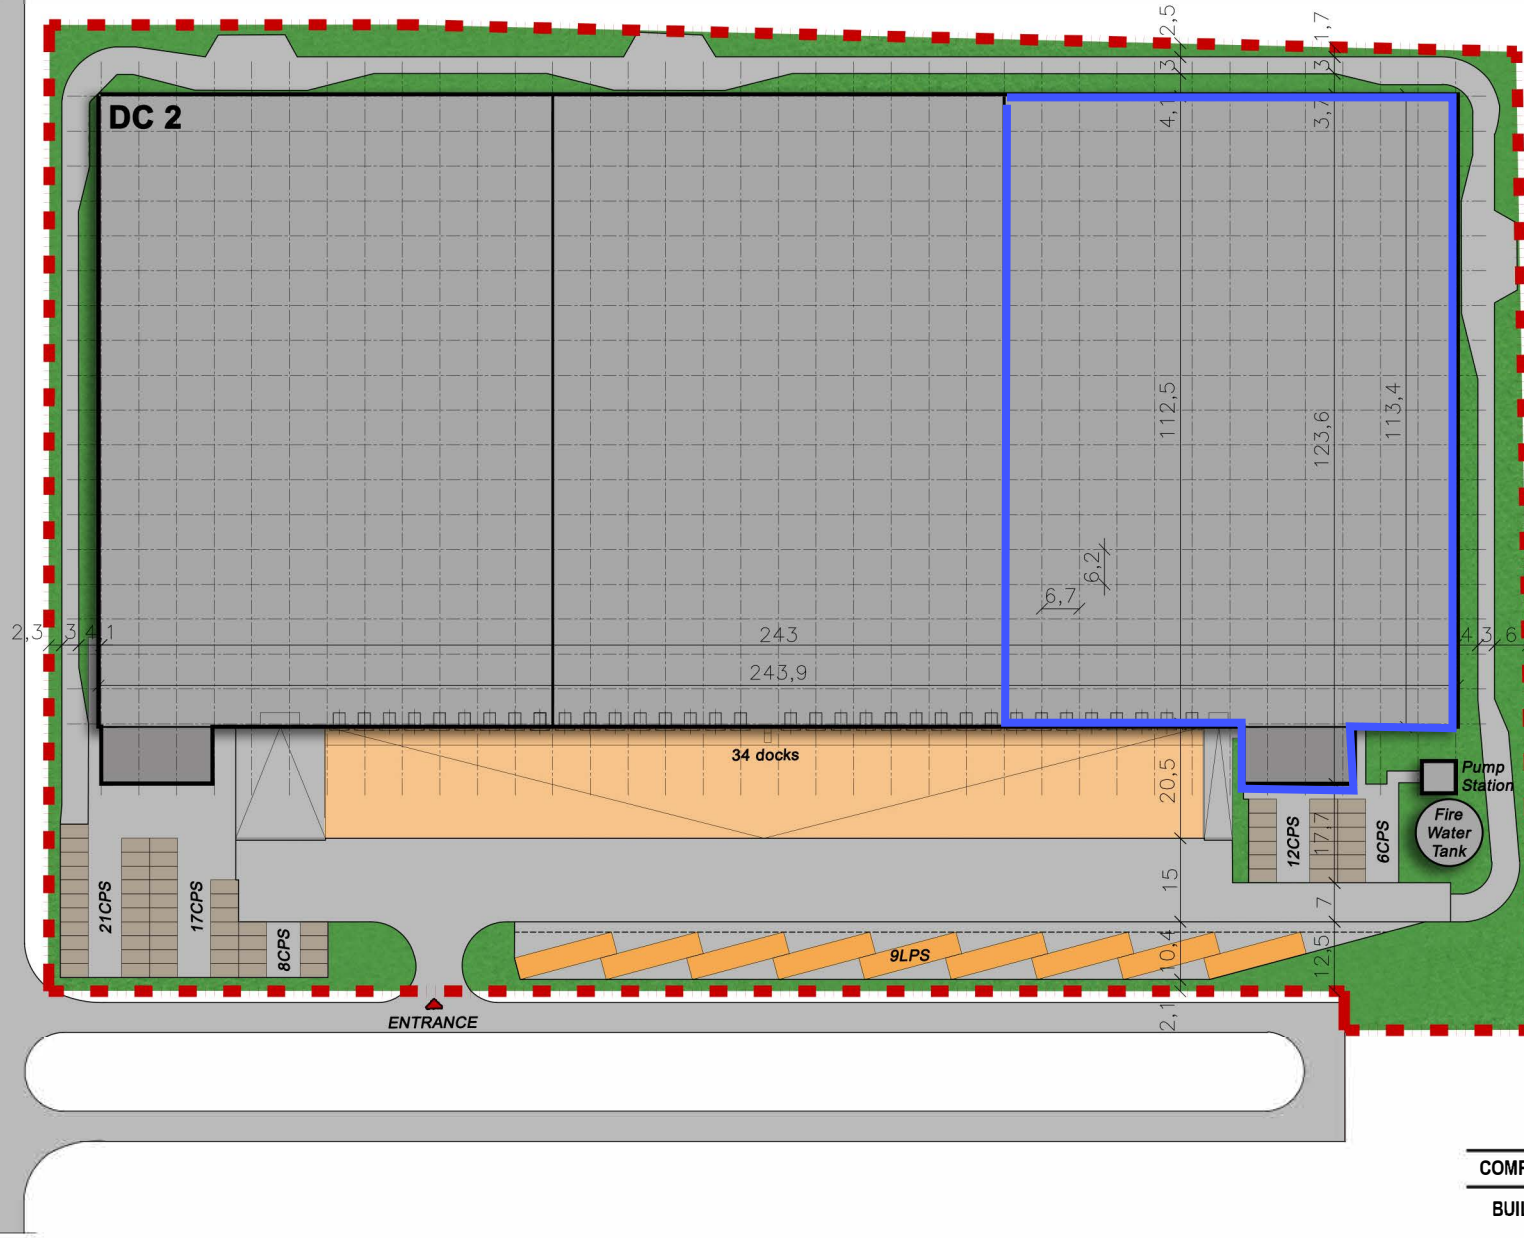 2,5
1,7
3
3
DC 2
4,1
3,7
112,5
123,6
113,4
6,2
6,7
2,3
3
4,1
243
4
3
6
243,9
34 docks
20,5
Pump
Station
Fire
Water
Tank
12CPS
17,7
6CPS
21CPS
17CPS
8CPS
15
7
9LPS
10,4
12,5
2,1
ENTRANCE
COMP
BUIL